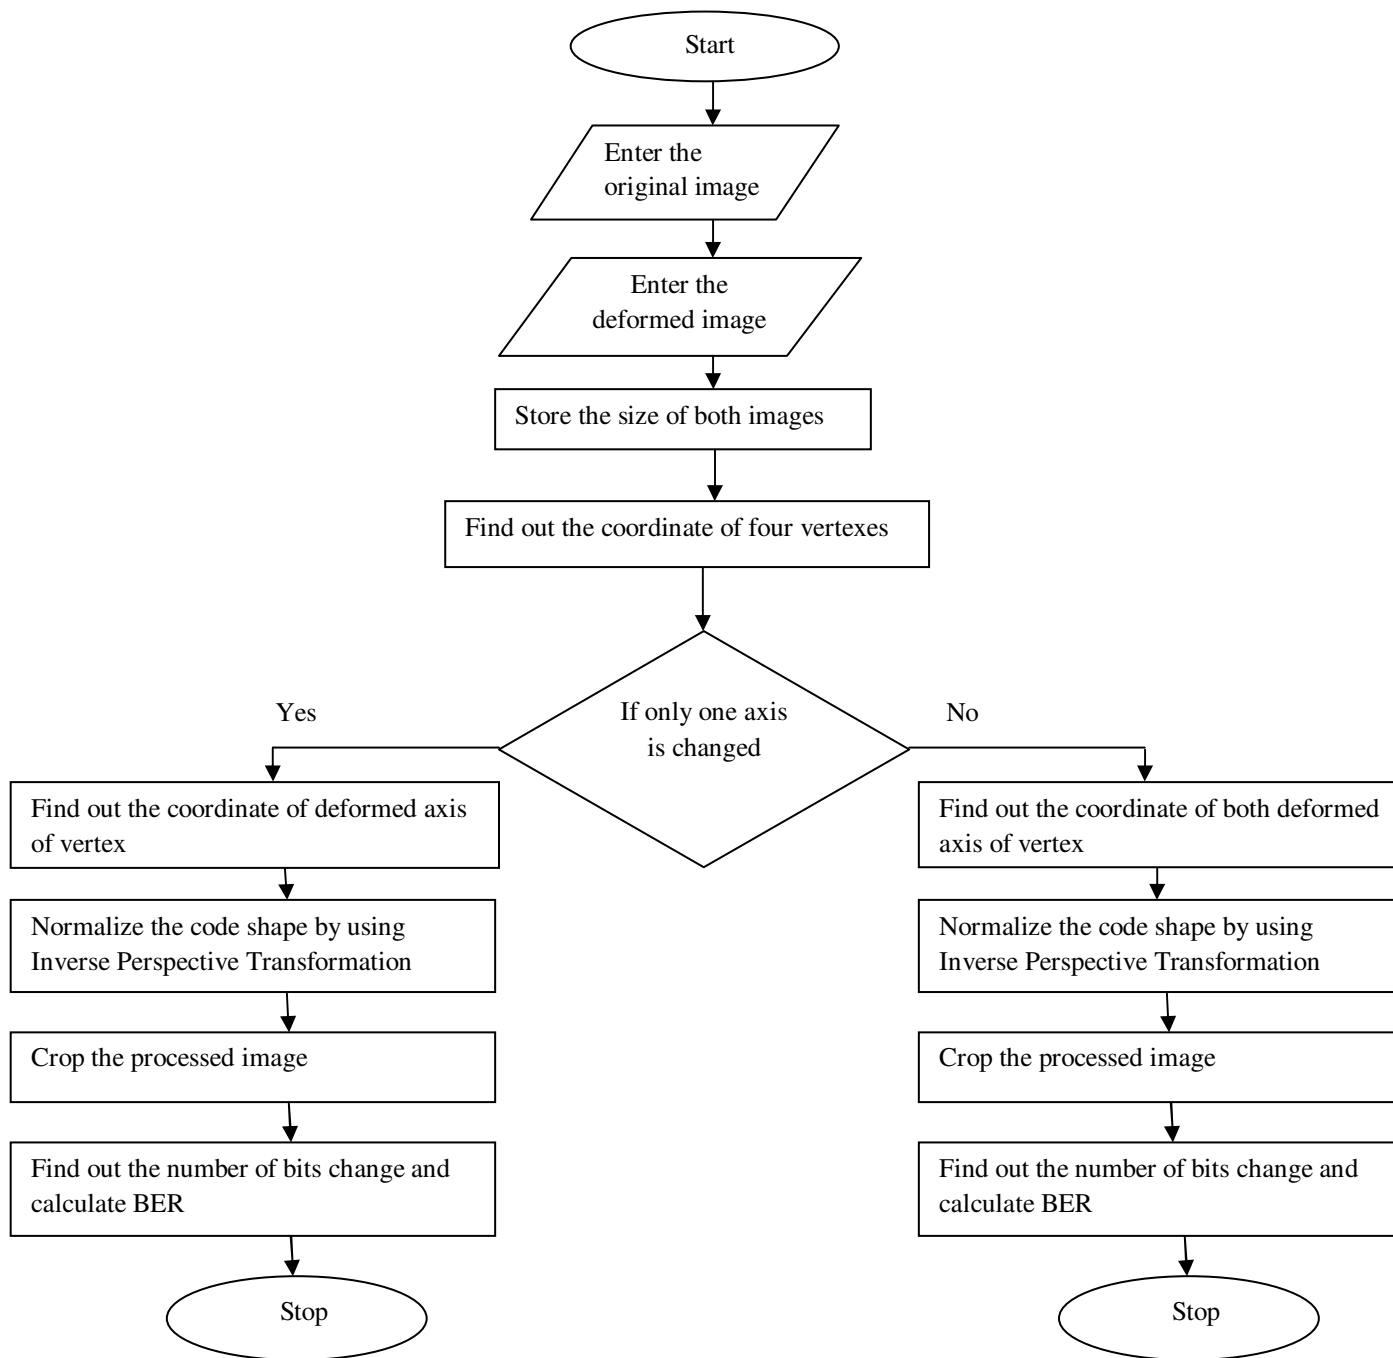 Start
Enter the
original image
Enter the
deformed image
Store the size of both images
Find out the coordinate of four vertexes
If only one axis
is changed
Yes
No
Find out the coordinate of deformed axis
of vertex
Normalize the code shape by using
Inverse Perspective Transformation
Crop the processed image
Find out the number of bits change and
calculate BER
Stop
Find out the coordinate of both deformed
axis of vertex
Normalize the code shape by using
Inverse Perspective Transformation
Crop the processed image
Find out the number of bits change and
calculate BER
Stop